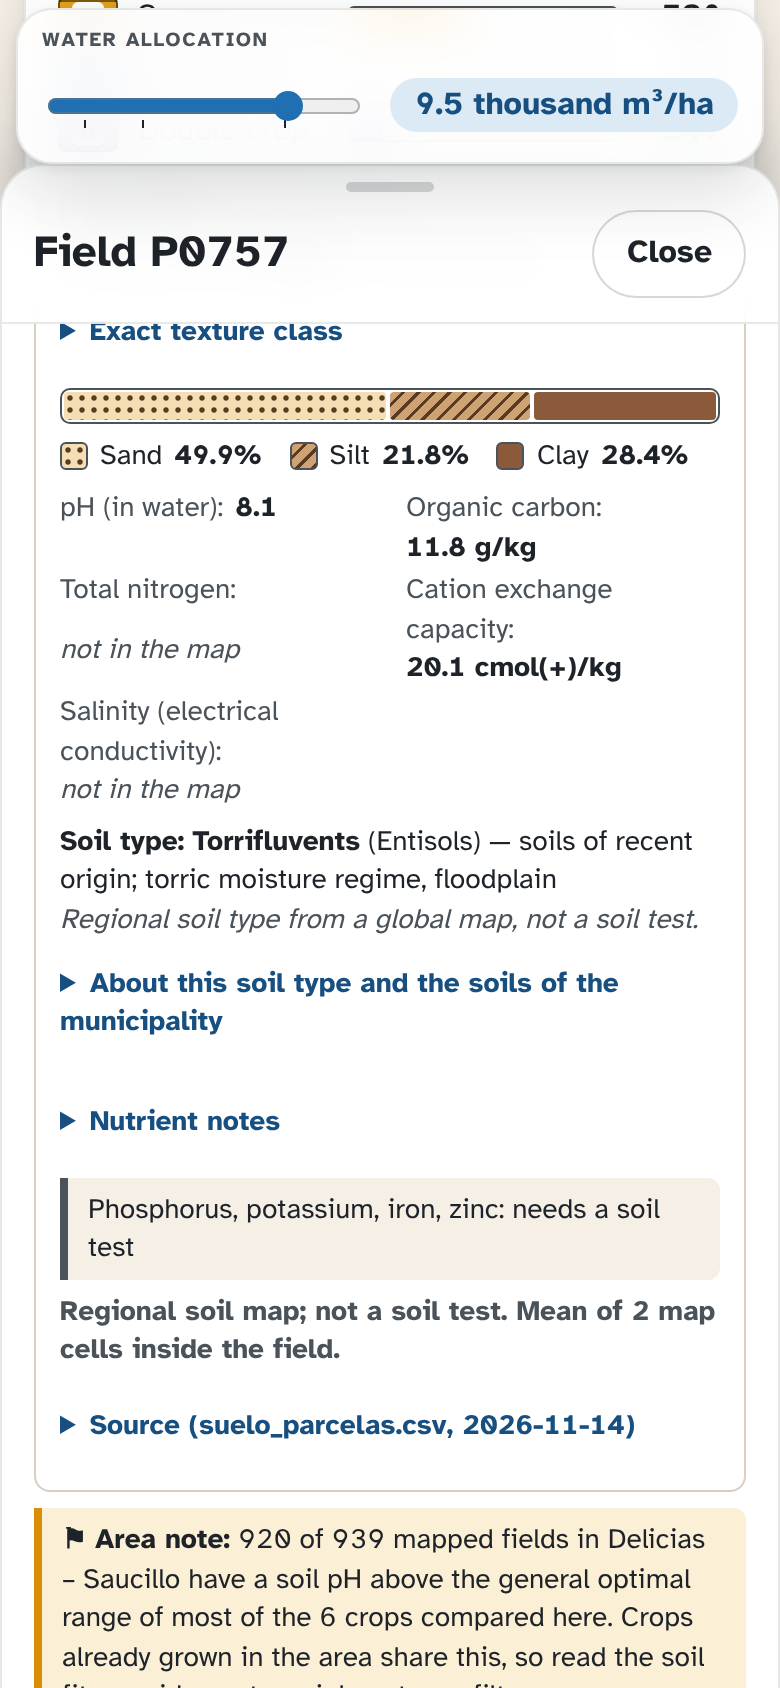 WATER ALLOCATION
9.5 thousand m³/ha
Field P0757
Close
▶ Exact texture class
Sand 49.9% Silt 21.8% Clay 28.4%
pH (in water): 8.1
Organic carbon:
11.8 g/kg
Total nitrogen:
not in the map
Cation exchange
capacity:
20.1 cmol(+)/kg
Salinity (electrical
conductivity):
not in the map
Soil type: Torrifluvents (Entisols) — soils of recent
origin; torric moisture regime, floodplain
Regional soil type from a global map, not a soil test.
▶ About this soil type and the soils of the
municipality
▶ Nutrient notes
Phosphorus, potassium, iron, zinc: needs a soil
test
Regional soil map; not a soil test. Mean of 2 map
cells inside the field.
▶ Source (suelo_parcelas.csv, 2026-11-14)
⚑ Area note: 920 of 939 mapped fields in Delicias
– Saucillo have a soil pH above the general optimal
range of most of the 6 crops compared here. Crops
already grown in the area share this, so read the soil